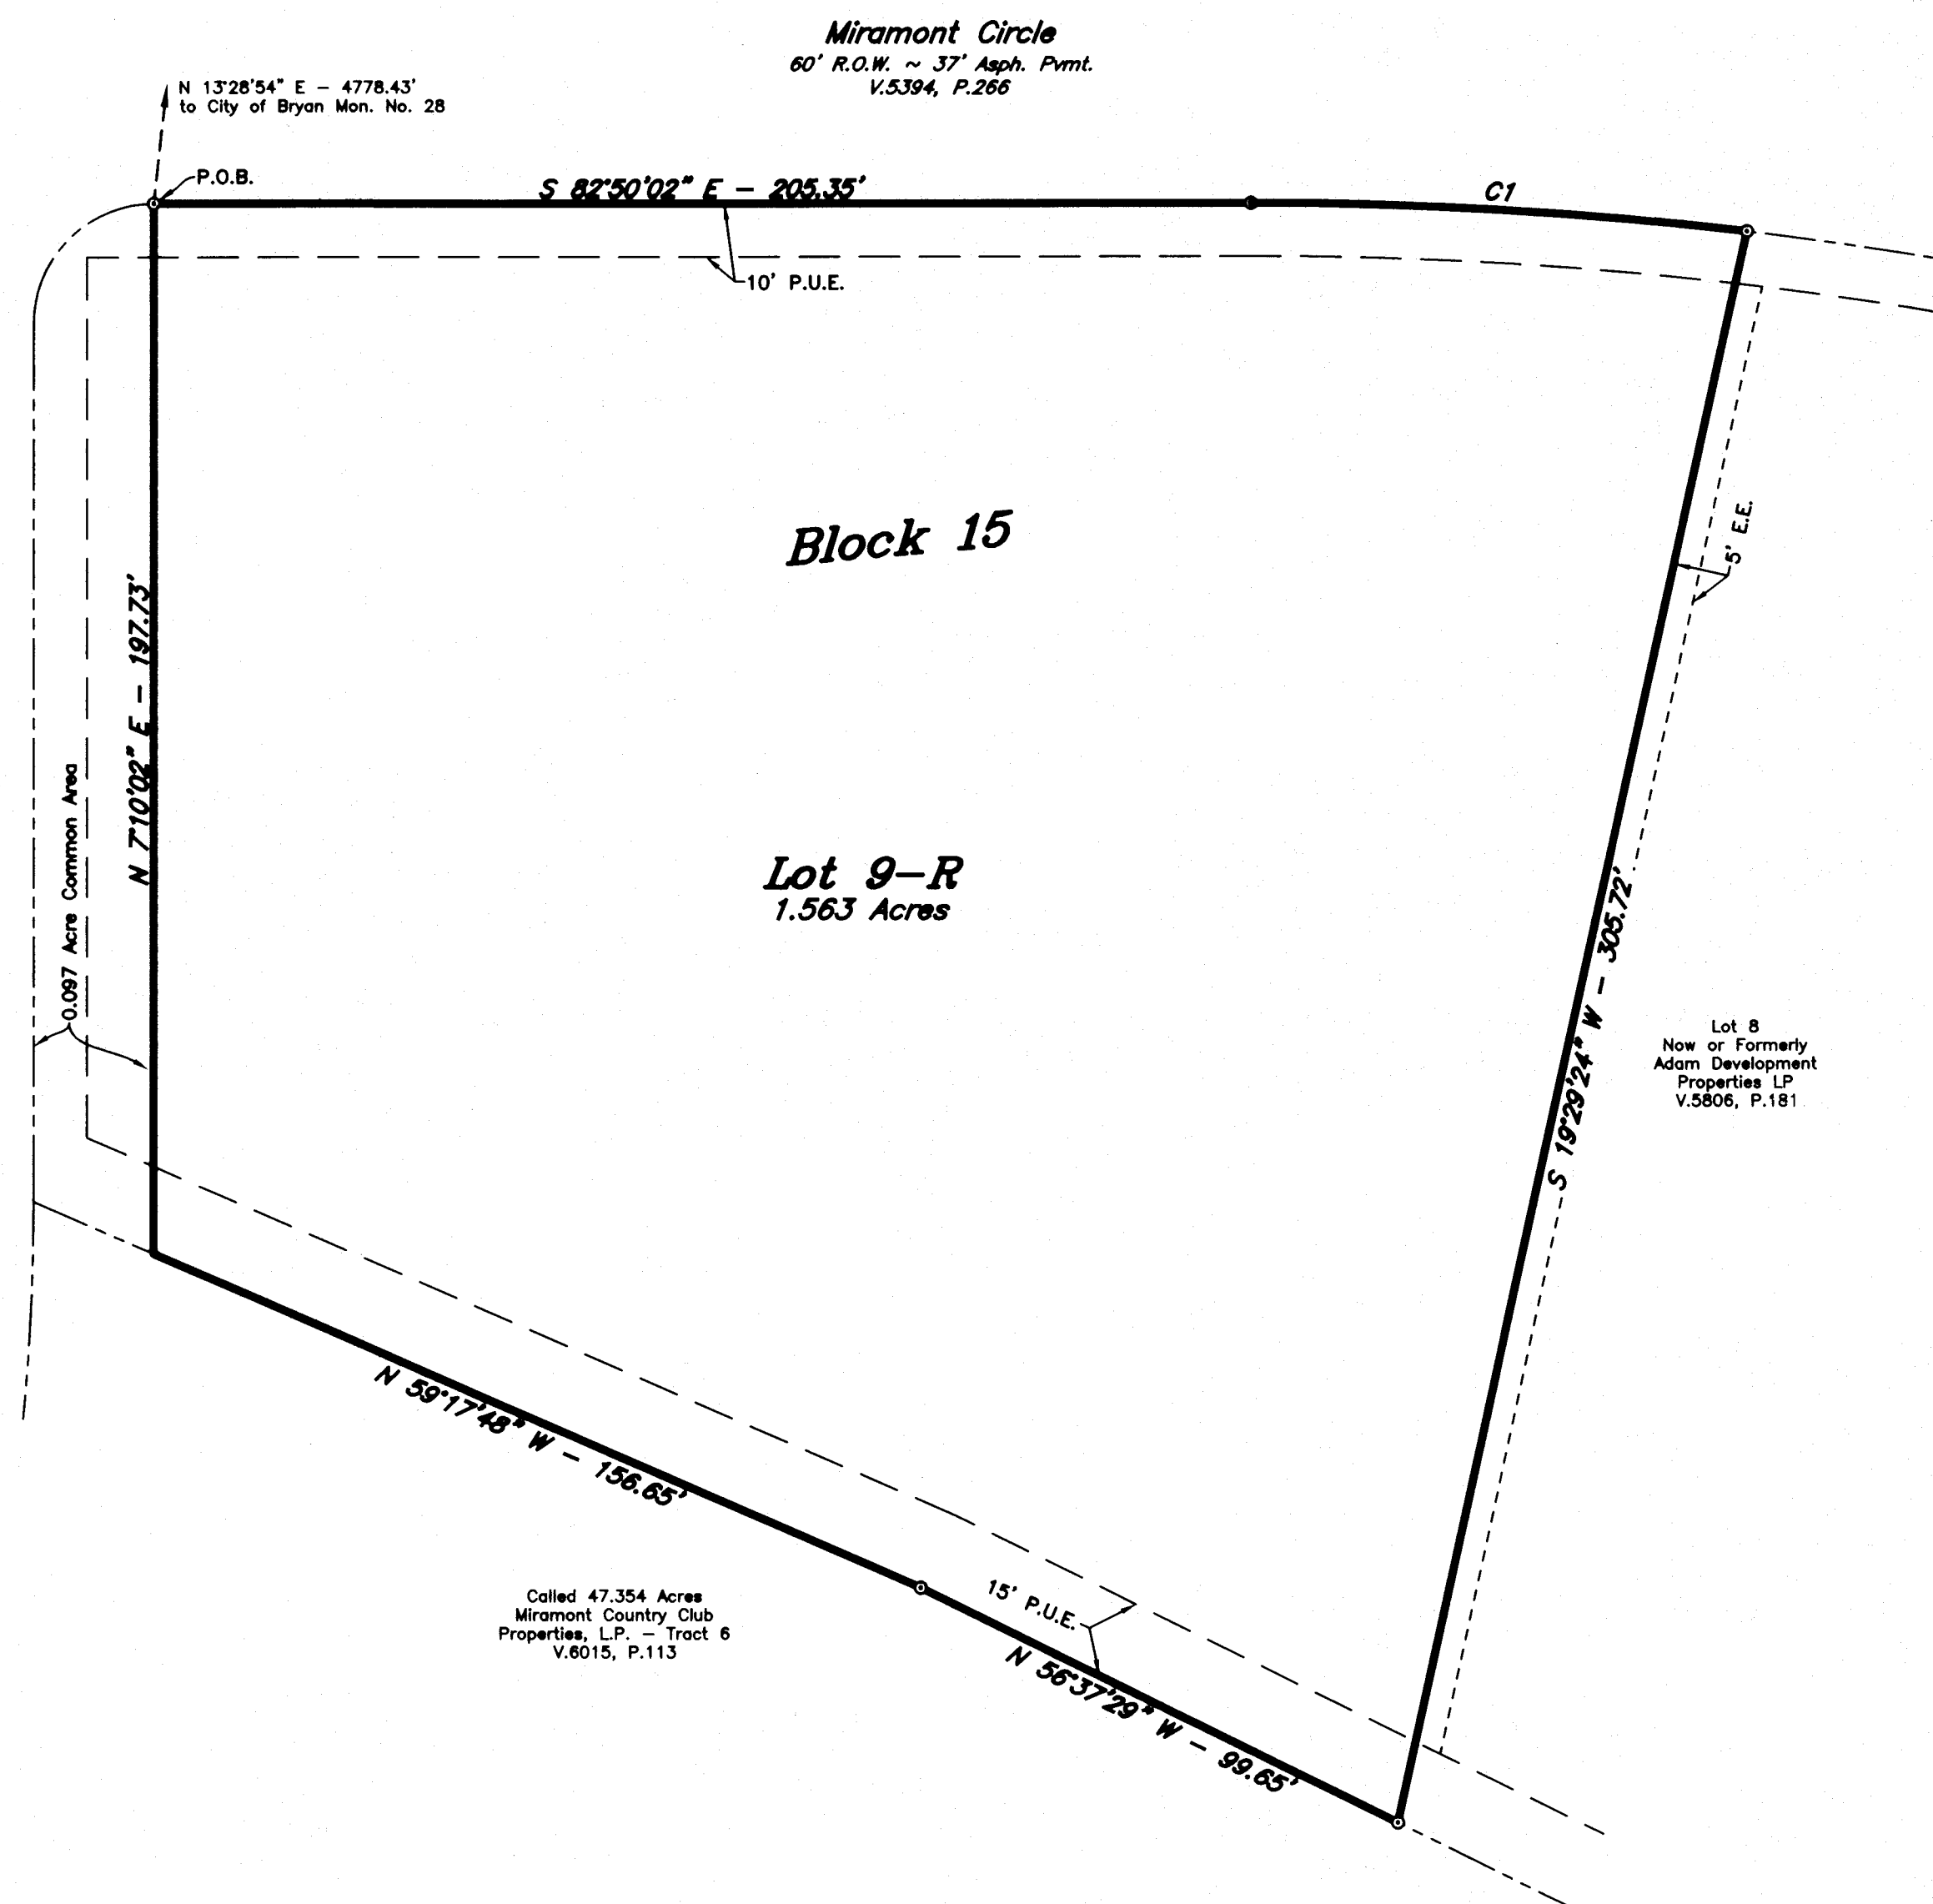 Miramont Circle
60' R.O.W. ~ 37' Asph. Pvmt.
V.5394, P.266
N 13°28'54" E - 4778.43'
to City of Bryan Mon. No. 28
P.O.B.
S 82°50'02" E - 205.35'
C1
10' P.U.E.
Block 15
5' E.E.
N 7°10'02" E - 197.73'
0.097 Acre Common Area
Lot 9-R
1.563 Acres
S 19°29'24" W - 305.72'
Lot 8
Now or Formerly
Adam Development
Properties LP
V.5806, P.181
N 59°17'48" W - 156.65'
15' P.U.E.
N 56°37'29" W - 99.65'
Called 47.354 Acres
Miramont Country Club
Properties, L.P. - Tract 6
V.6015, P.113